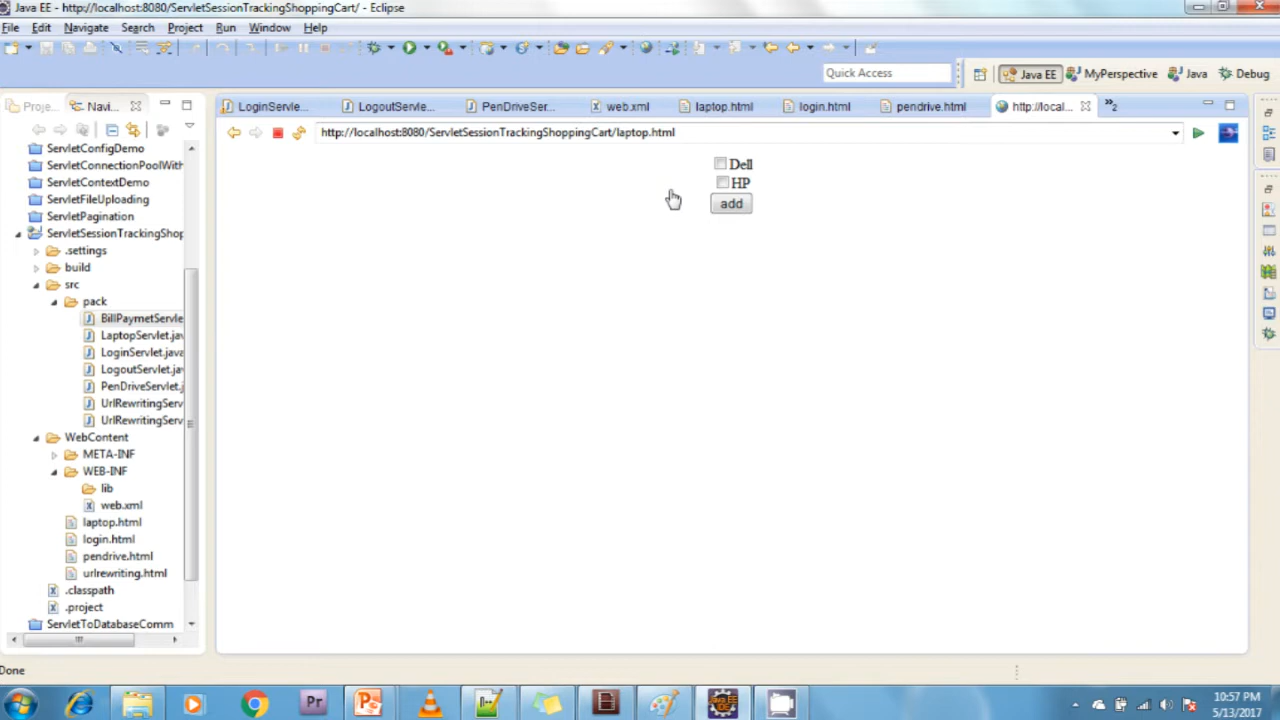 Java EE - http://localhost:8080/ServletSessionTrackingShoppingCart/ - Eclipse
File Edit Navigate Search Project Run Window Help
Quick Access
Java EE MyPerspective Java Debug
Proje... Navi...
LoginServle... LogoutServle... PenDriveSer... web.xml laptop.html login.html pendrive.html http://local... 2
http://localhost:8080/ServletSessionTrackingShoppingCart/laptop.html
Dell
HP
add
ServletConfigDemo
ServletConnectionPoolWith
ServletContextDemo
ServletFileUploading
ServletPagination
ServletSessionTrackingShop
.settings
build
src
pack
BillPaymetServle
LaptopServlet.jav
LoginServlet.java
LogoutServlet.jav
PenDriveServlet.j
UrlRewritingServ
UrlRewritingServ
WebContent
META-INF
WEB-INF
lib
web.xml
laptop.html
login.html
pendrive.html
urlrewriting.html
.classpath
.project
ServletToDatabaseComm
Done
Pr
10:57 PM
5/13/2017